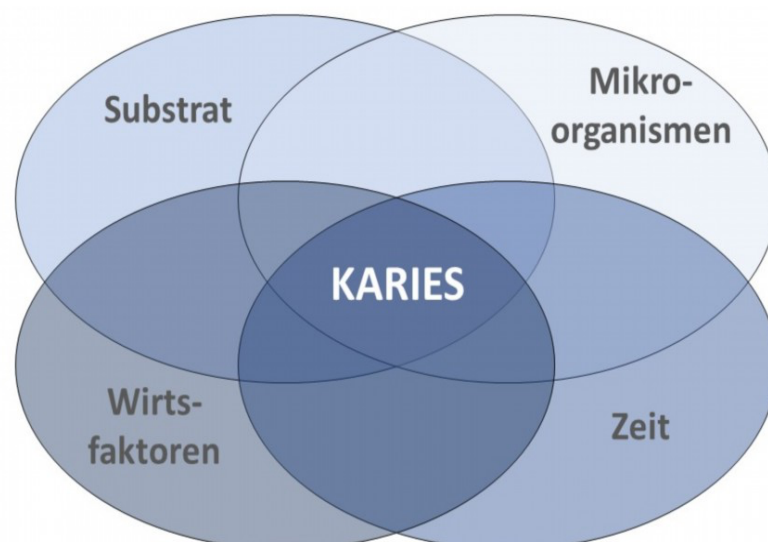 Substrat
Mikro-
organismen
KARIES
Wirts-
faktoren
Zeit